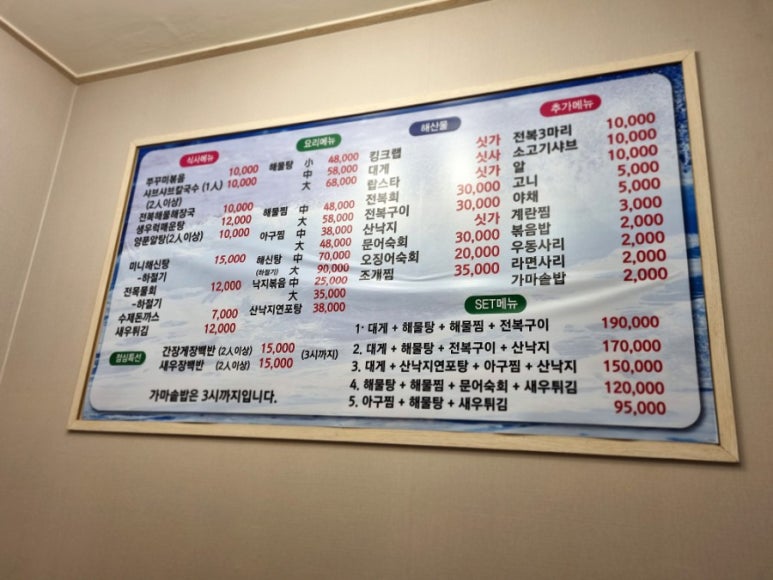 식사메뉴
쭈꾸미볶음 10,000
샤브샤브칼국수 (1人) 10,000
(2人이상)
전복해물해장국 10,000
생우럭매운탕 12,000
양푼알탕(2人이상) 10,000
미니해신탕 15,000
-하절기
전복물회 12,000
-하절기
수제돈까스 7,000
새우튀김 12,000
요리메뉴
해물탕 小 48,000
中 58,000
大 68,000
해물찜 中 48,000
大 58,000
아구찜 中 38,000
大 48,000
해신탕 中 70,000
(하절기) 大 90,000
낙지볶음 中 25,000
大 35,000
산낙지연포탕 38,000
해산물
킹크랩 싯가
대게 싯가
랍스타 싯가
전복회 30,000
전복구이 30,000
산낙지 싯가
문어숙회 30,000
오징어숙회 20,000
조개찜 35,000
추가메뉴
전복3마리 10,000
소고기샤브 10,000
알 10,000
고니 5,000
야채 5,000
계란찜 3,000
볶음밥 2,000
우동사리 2,000
라면사리 2,000
가마솥밥 2,000
점심특선
간장게장백반 (2人이상) 15,000 (3시까지)
새우장백반 (2人이상) 15,000
가마솥밥은 3시까지입니다.
SET메뉴
1· 대게 + 해물탕 + 해물찜 + 전복구이 190,000
2. 대게 + 해물탕 + 전복구이 + 산낙지 170,000
3. 대게 + 산낙지연포탕 + 아구찜 + 산낙지 150,000
4. 해물탕 + 해물찜 + 문어숙회 + 새우튀김 120,000
5. 아구찜 + 해물탕 + 새우튀김 95,000